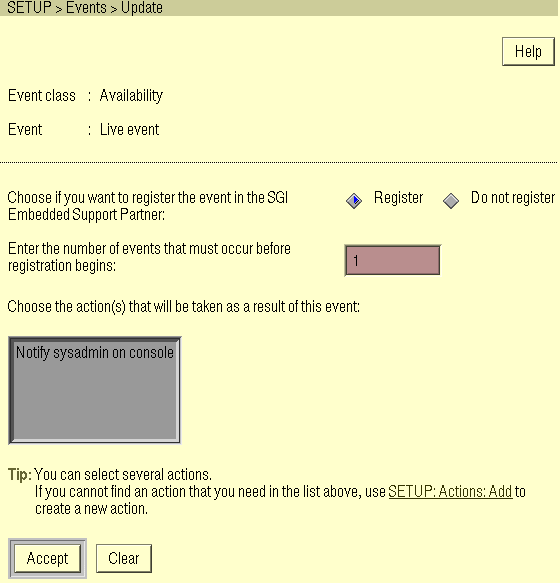 SETUP > Events > Update
Help
Event class : Availability
Event : Live event
Choose if you want to register the event in the SGI
Embedded Support Partner:
Register Do not register
Enter the number of events that must occur before
registration begins:
1
Choose the action(s) that will be taken as a result of this event:
Notify sysadmin on console
Tip: You can select several actions.
If you cannot find an action that you need in the list above, use SETUP: Actions: Add to
create a new action.
Accept Clear